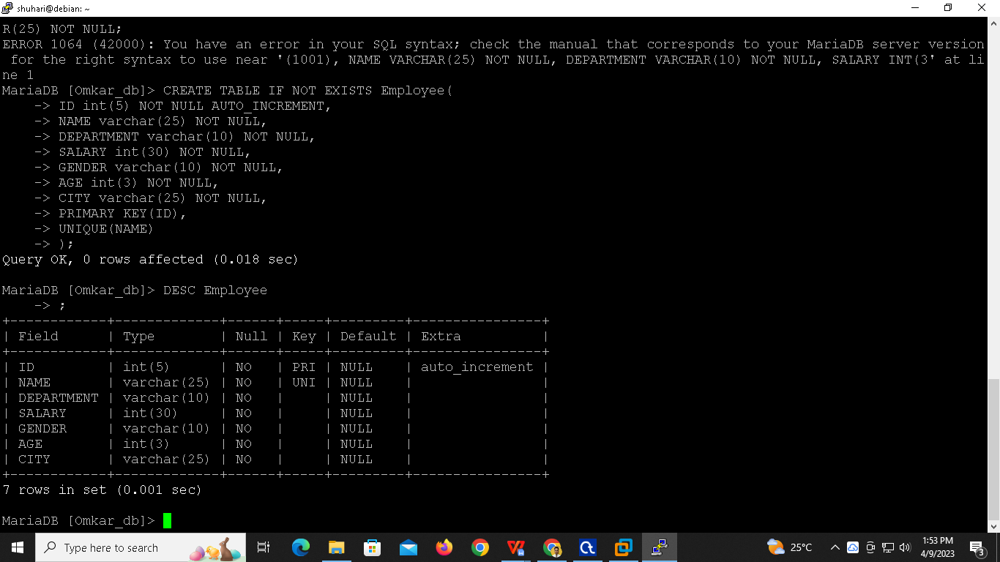 shuhari@debian: ~
R(25) NOT NULL;
ERROR 1064 (42000): You have an error in your SQL syntax; check the manual that corresponds to your MariaDB server version
 for the right syntax to use near '(1001), NAME VARCHAR(25) NOT NULL, DEPARTMENT VARCHAR(10) NOT NULL, SALARY INT(3' at li
ne 1
MariaDB [Omkar_db]> CREATE TABLE IF NOT EXISTS Employee(
    -> ID int(5) NOT NULL AUTO_INCREMENT,
    -> NAME varchar(25) NOT NULL,
    -> DEPARTMENT varchar(10) NOT NULL,
    -> SALARY int(30) NOT NULL,
    -> GENDER varchar(10) NOT NULL,
    -> AGE int(3) NOT NULL,
    -> CITY varchar(25) NOT NULL,
    -> PRIMARY KEY(ID),
    -> UNIQUE(NAME)
    -> );
Query OK, 0 rows affected (0.018 sec)
MariaDB [Omkar_db]> DESC Employee
    -> ;
+------------+-------------+------+-----+---------+----------------+
| Field      | Type        | Null | Key | Default | Extra          |
+------------+-------------+------+-----+---------+----------------+
| ID         | int(5)      | NO   | PRI | NULL    | auto_increment |
| NAME       | varchar(25) | NO   | UNI | NULL    |                |
| DEPARTMENT | varchar(10) | NO   |     | NULL    |                |
| SALARY     | int(30)     | NO   |     | NULL    |                |
| GENDER     | varchar(10) | NO   |     | NULL    |                |
| AGE        | int(3)      | NO   |     | NULL    |                |
| CITY       | varchar(25) | NO   |     | NULL    |                |
+------------+-------------+------+-----+---------+----------------+
7 rows in set (0.001 sec)
MariaDB [Omkar_db]>
Type here to search
25°C
1:53 PM
4/9/2023
3